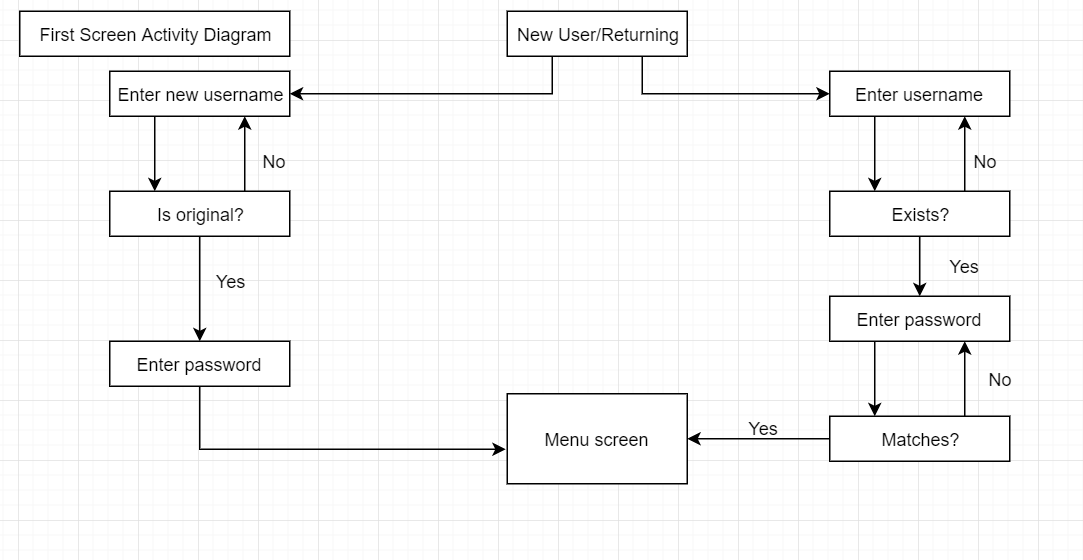 First Screen Activity Diagram
New User/Returning
Enter new username
Enter username
No
No
Is original?
Exists?
Yes
Yes
Enter password
Enter password
No
Menu screen
Yes
Matches?